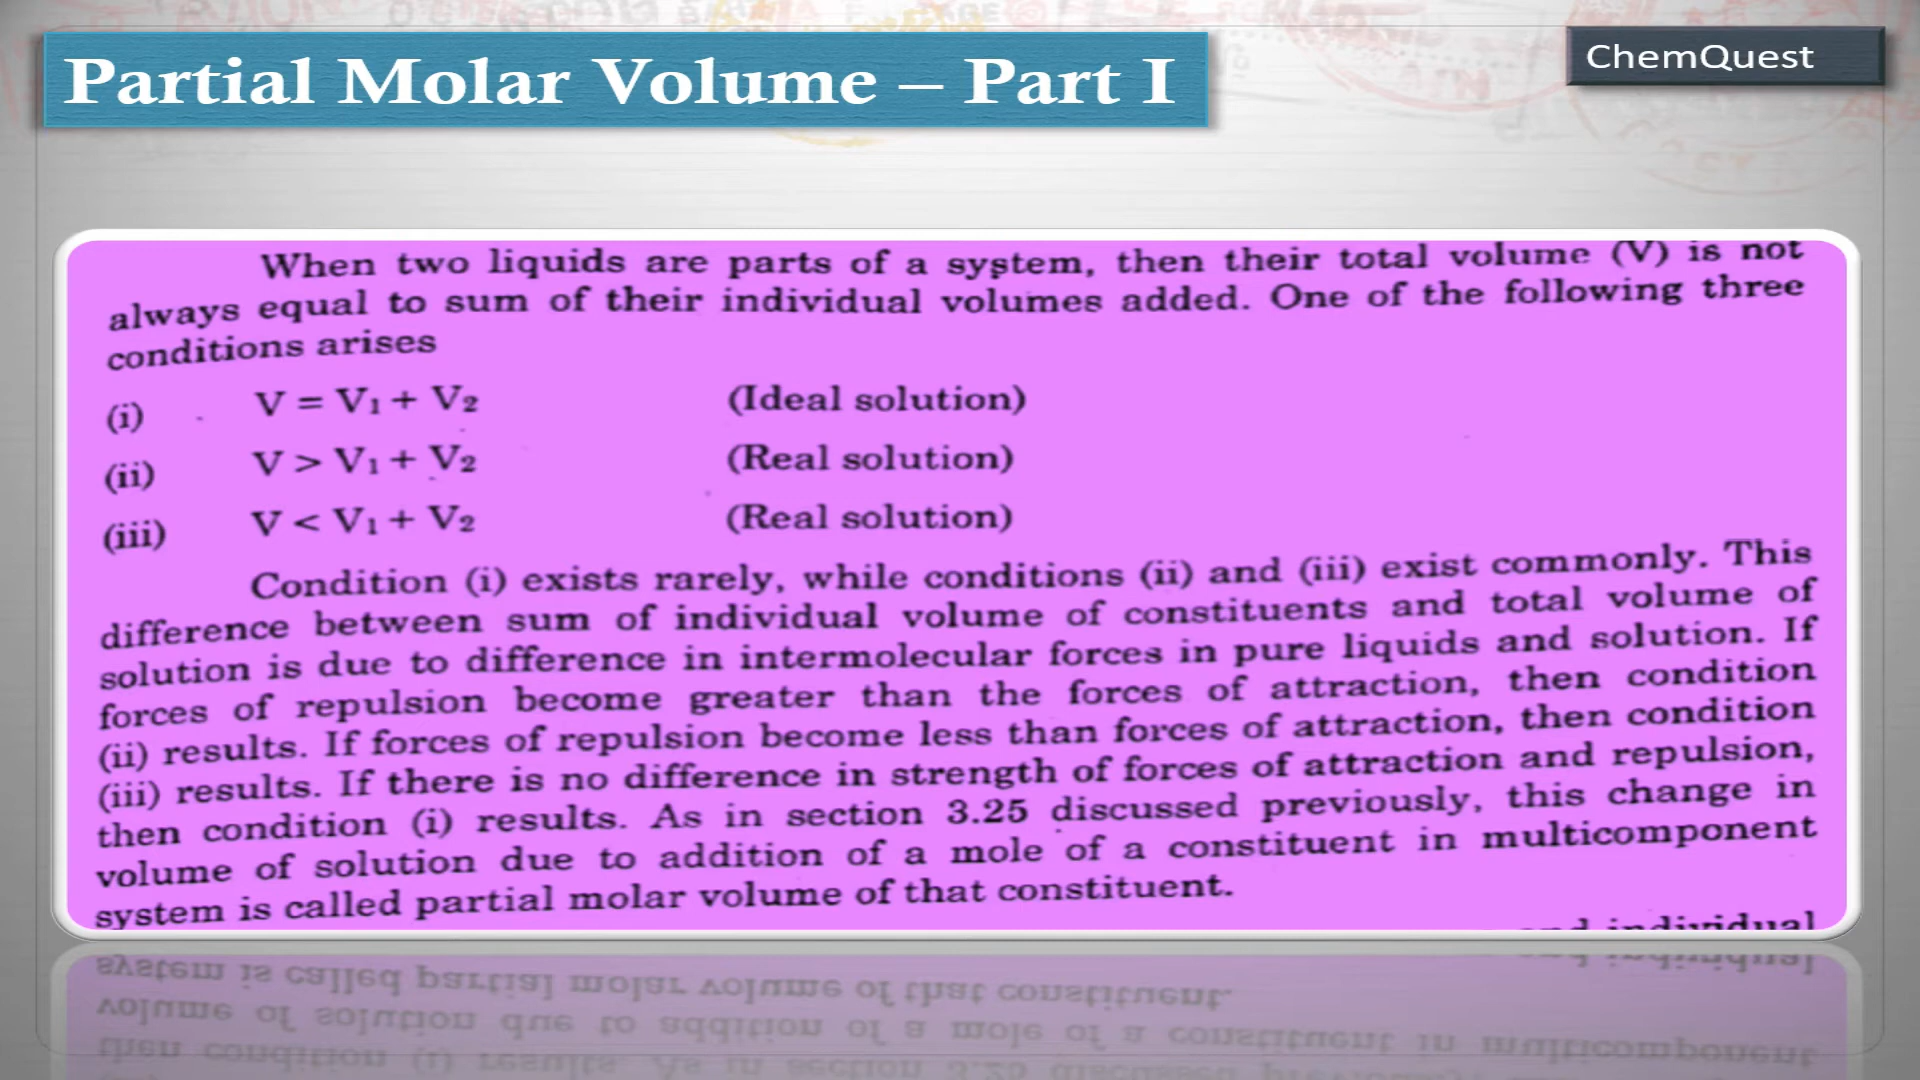 Partial Molar Volume – Part I
ChemQuest
When two liquids are parts of a system, then their total volume (V) is not
always equal to sum of their individual volumes added. One of the following three
conditions arises
(i) V = V₁ + V₂ (Ideal solution)
(ii) V > V₁ + V₂ (Real solution)
(iii) V < V₁ + V₂ (Real solution)
Condition (i) exists rarely, while conditions (ii) and (iii) exist commonly. This
difference between sum of individual volume of constituents and total volume of
solution is due to difference in intermolecular forces in pure liquids and solution. If
forces of repulsion become greater than the forces of attraction, then condition
(ii) results. If forces of repulsion become less than forces of attraction, then condition
(iii) results. If there is no difference in strength of forces of attraction and repulsion,
then condition (i) results. As in section 3.25 discussed previously, this change in
volume of solution due to addition of a mole of a constituent in multicomponent
system is called partial molar volume of that constituent.
individual